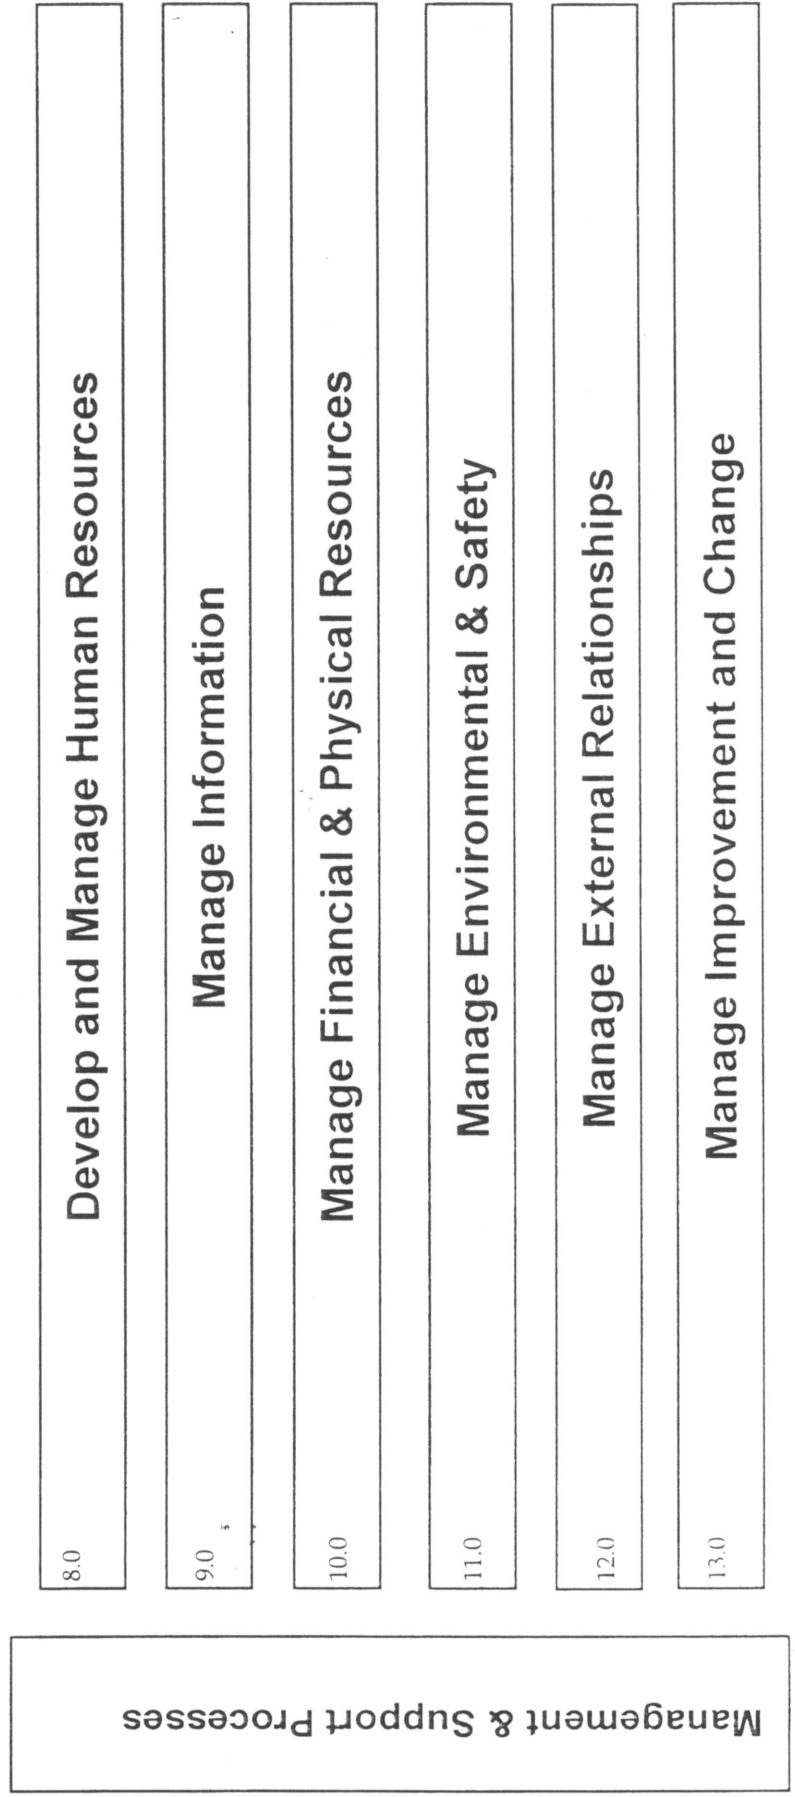 Management & Support Processes
8.0 Develop and Manage Human Resources
9.0 Manage Information
10.0 Manage Financial & Physical Resources
11.0 Manage Environmental & Safety
12.0 Manage External Relationships
13.0 Manage Improvement and Change